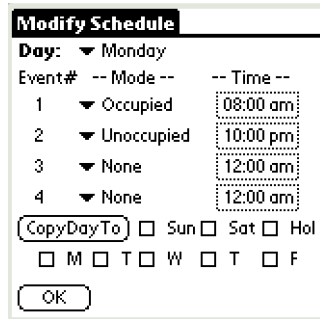 Modify Schedule
Day: Monday
Event# -- Mode -- -- Time --
1 Occupied 08:00 am
2 Unoccupied 10:00 pm
3 None 12:00 am
4 None 12:00 am
CopyDayTo Sun Sat Hol
M T W T F
OK